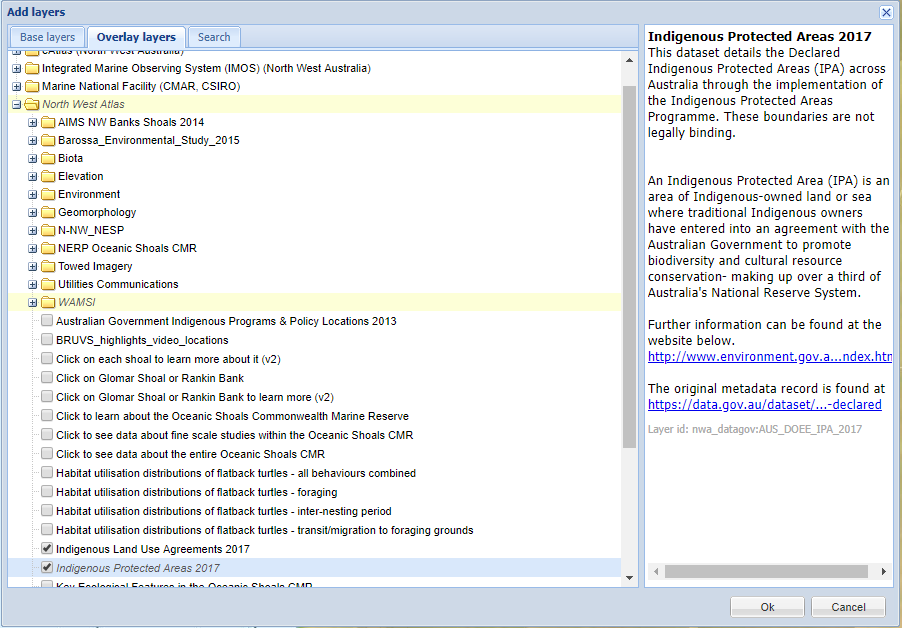 Add layers
Base layers
Overlay layers
Search
eAtlas (North West Australia)
Integrated Marine Observing System (IMOS) (North West Australia)
Marine National Facility (CMAR, CSIRO)
North West Atlas
AIMS NW Banks Shoals 2014
Barossa_Environmental_Study_2015
Biota
Elevation
Environment
Geomorphology
N-NW_NESP
NERP Oceanic Shoals CMR
Towed Imagery
Utilities Communications
WAMSI
Australian Government Indigenous Programs & Policy Locations 2013
BRUVS_highlights_video_locations
Click on each shoal to learn more about it (v2)
Click on Glomar Shoal or Rankin Bank
Click on Glomar Shoal or Rankin Bank to learn more (v2)
Click to learn about the Oceanic Shoals Commonwealth Marine Reserve
Click to see data about fine scale studies within the Oceanic Shoals CMR
Click to see data about the entire Oceanic Shoals CMR
Habitat utilisation distributions of flatback turtles - all behaviours combined
Habitat utilisation distributions of flatback turtles - foraging
Habitat utilisation distributions of flatback turtles - inter-nesting period
Habitat utilisation distributions of flatback turtles - transit/migration to foraging grounds
Indigenous Land Use Agreements 2017
Indigenous Protected Areas 2017
Key Ecological Features in the Oceanic Shoals CMR
Indigenous Protected Areas 2017
This dataset details the Declared
Indigenous Protected Areas (IPA) across
Australia through the implementation of
the Indigenous Protected Areas
Programme. These boundaries are not
legally binding.
An Indigenous Protected Area (IPA) is an
area of Indigenous-owned land or sea
where traditional Indigenous owners
have entered into an agreement with the
Australian Government to promote
biodiversity and cultural resource
conservation- making up over a third of
Australia's National Reserve System.
Further information can be found at the
website below.
http://www.environment.gov.a...ndex.htm
The original metadata record is found at
https://data.gov.au/dataset/...-declared
Layer id: nwa_datagov:AUS_DOEE_IPA_2017
Ok
Cancel